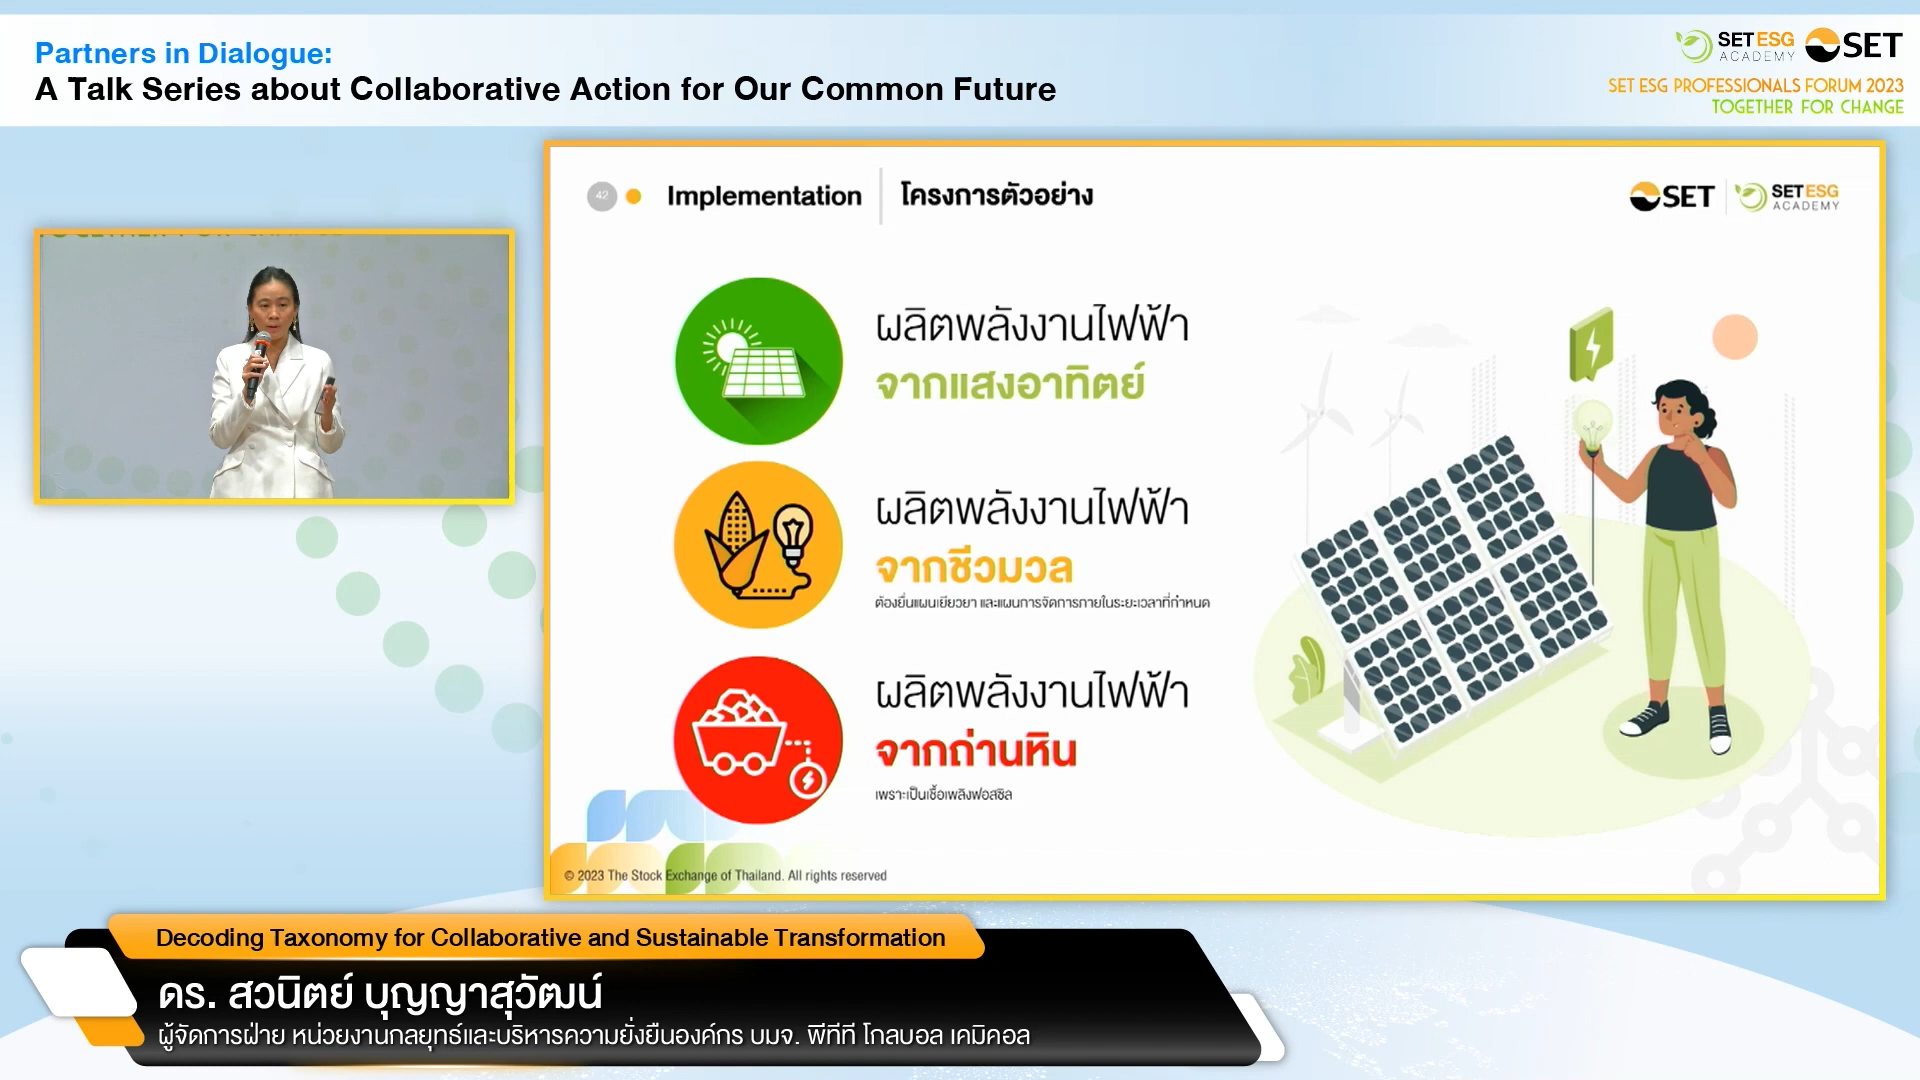 Partners in Dialogue:
A Talk Series about Collaborative Action for Our Common Future
SET ESG
ACADEMY
SET
SET ESG PROFESSIONALS FORUM 2023
TOGETHER FOR CHANGE
42
Implementation
โครงการตัวอย่าง
SET
SET ESG
ACADEMY
ผลิตพลังงานไฟฟ้า
จากแสงอาทิตย์
ผลิตพลังงานไฟฟ้า
จากชีวมวล
ต้องยื่นแผนเยียวยา และแผนการจัดการภายในระยะเวลาที่กำหนด
ผลิตพลังงานไฟฟ้า
จากถ่านหิน
เพราะเป็นเชื้อเพลิงฟอสซิล
© 2023 The Stock Exchange of Thailand. All rights reserved
Decoding Taxonomy for Collaborative and Sustainable Transformation
ดร. สวนิตย์ บุญญาสุวัฒน์
ผู้จัดการฝ่าย หน่วยงานกลยุทธ์และบริหารความยั่งยืนองค์กร บมจ. พีทีที โกลบอล เคมิคอล